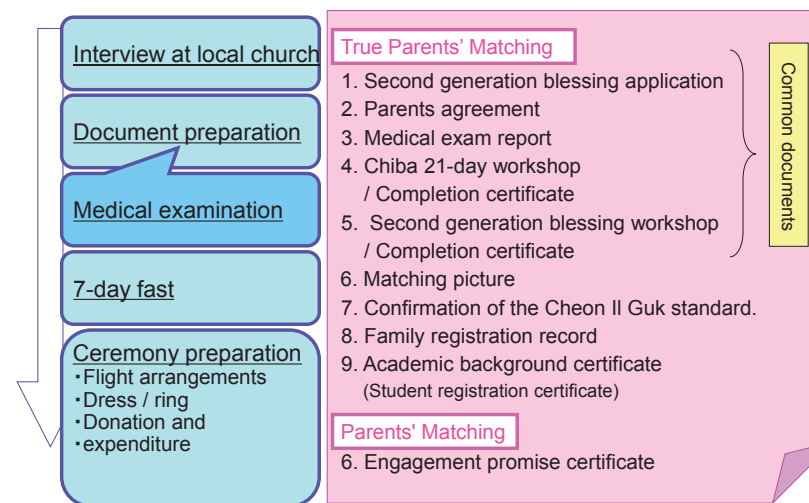 Interview at local church
Document preparation
Medical examination
7-day fast
Ceremony preparation
・Flight arrangements
・Dress / ring
・Donation and
・expenditure
True Parents' Matching
1. Second generation blessing application
2. Parents agreement
3. Medical exam report
4. Chiba 21-day workshop
/ Completion certificate
5. Second generation blessing workshop
/ Completion certificate
6. Matching picture
7. Confirmation of the Cheon Il Guk standard.
8. Family registration record
9. Academic background certificate
(Student registration certificate)
Parents' Matching
6. Engagement promise certificate
Common documents